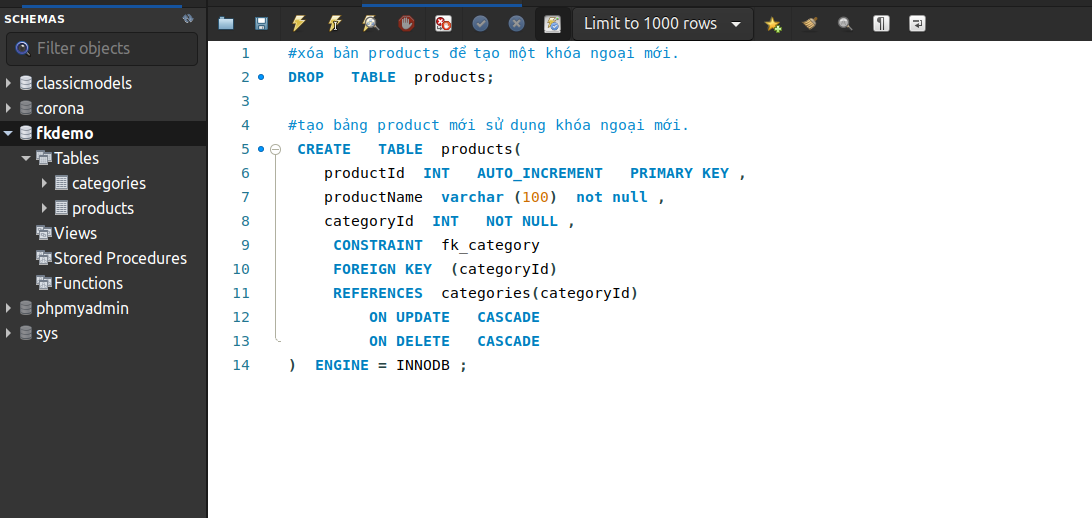 SCHEMAS
Filter objects
classicmodels
corona
fkdemo
Tables
categories
products
Views
Stored Procedures
Functions
phpmyadmin
sys
Limit to 1000 rows
1 #xóa bản products để tạo một khóa ngoại mới.
2 DROP TABLE products;
3
4 #tạo bảng product mới sử dụng khóa ngoại mới.
5 CREATE TABLE products(
6 productId INT AUTO_INCREMENT PRIMARY KEY ,
7 productName varchar (100) not null ,
8 categoryId INT NOT NULL ,
9 CONSTRAINT fk_category
10 FOREIGN KEY (categoryId)
11 REFERENCES categories(categoryId)
12 ON UPDATE CASCADE
13 ON DELETE CASCADE
14 ) ENGINE = INNODB ;